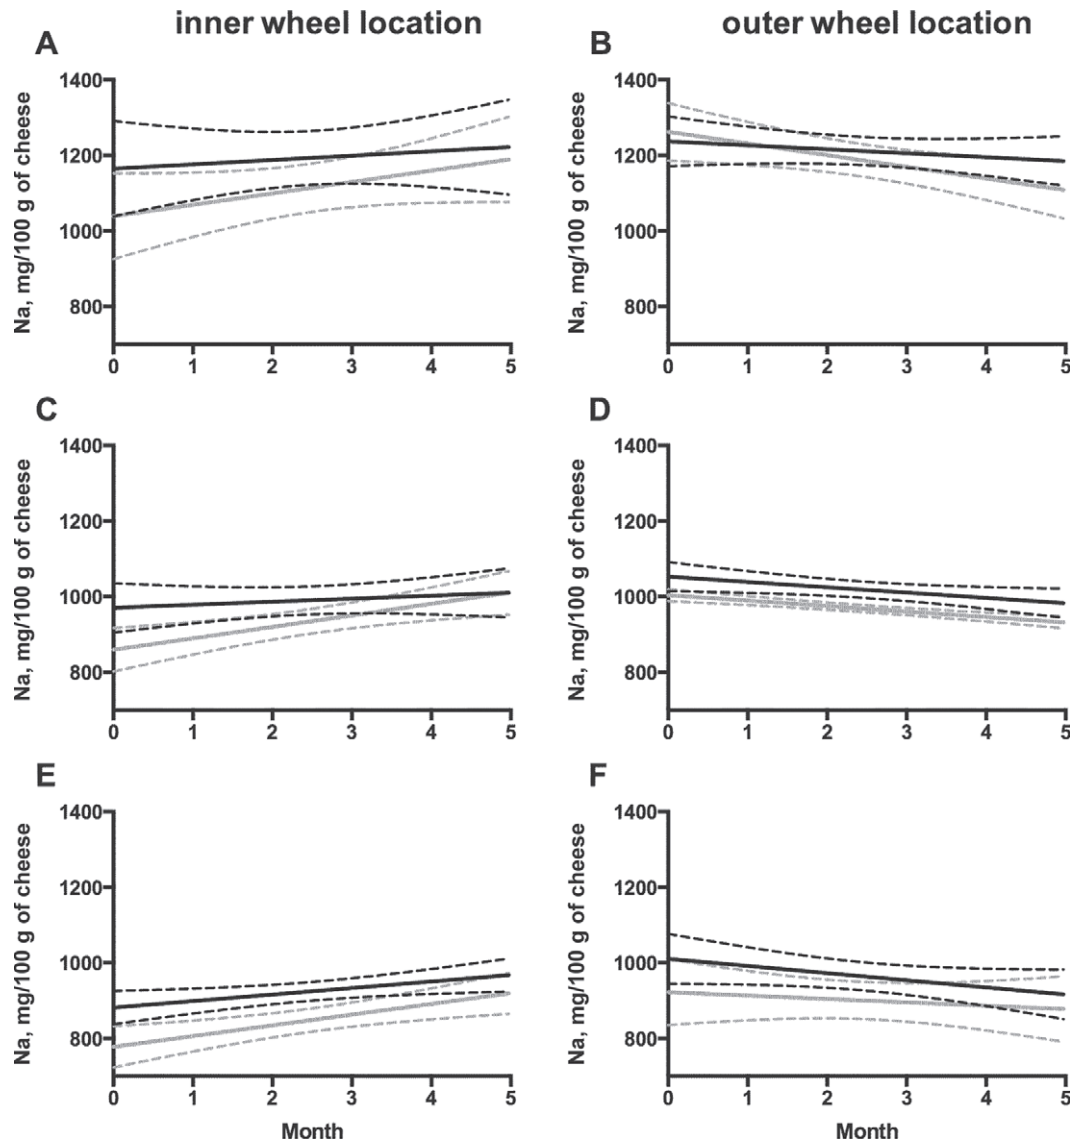 inner wheel location
outer wheel location
A
B
Na, mg/100 g of cheese
1400
1200
1000
800
0 1 2 3 4 5
Na, mg/100 g of cheese
1400
1200
1000
800
0 1 2 3 4 5
C
D
Na, mg/100 g of cheese
1400
1200
1000
800
0 1 2 3 4 5
Na, mg/100 g of cheese
1400
1200
1000
800
0 1 2 3 4 5
E
F
Na, mg/100 g of cheese
1400
1200
1000
800
0 1 2 3 4 5
Month
Na, mg/100 g of cheese
1400
1200
1000
800
0 1 2 3 4 5
Month